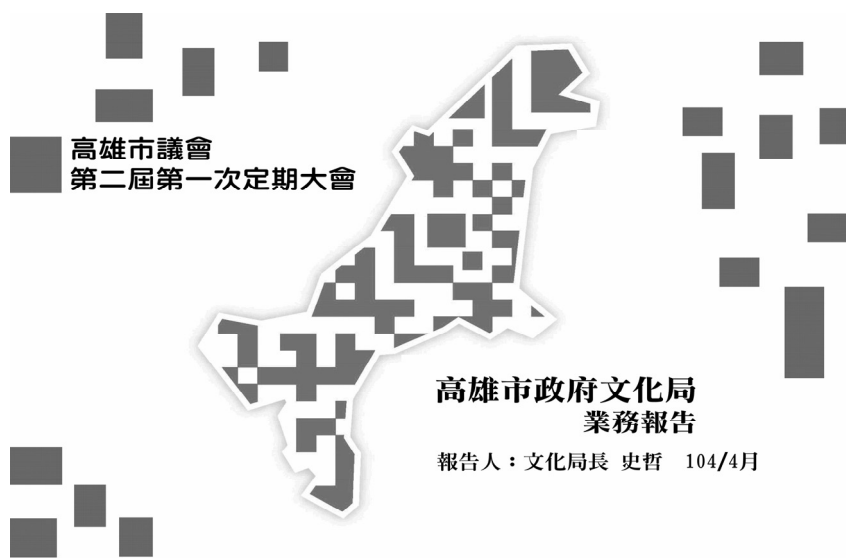 高雄市議會
第二屆第一次定期大會
高雄市政府文化局
業務報告
報告人：文化局長 史哲 104/4月